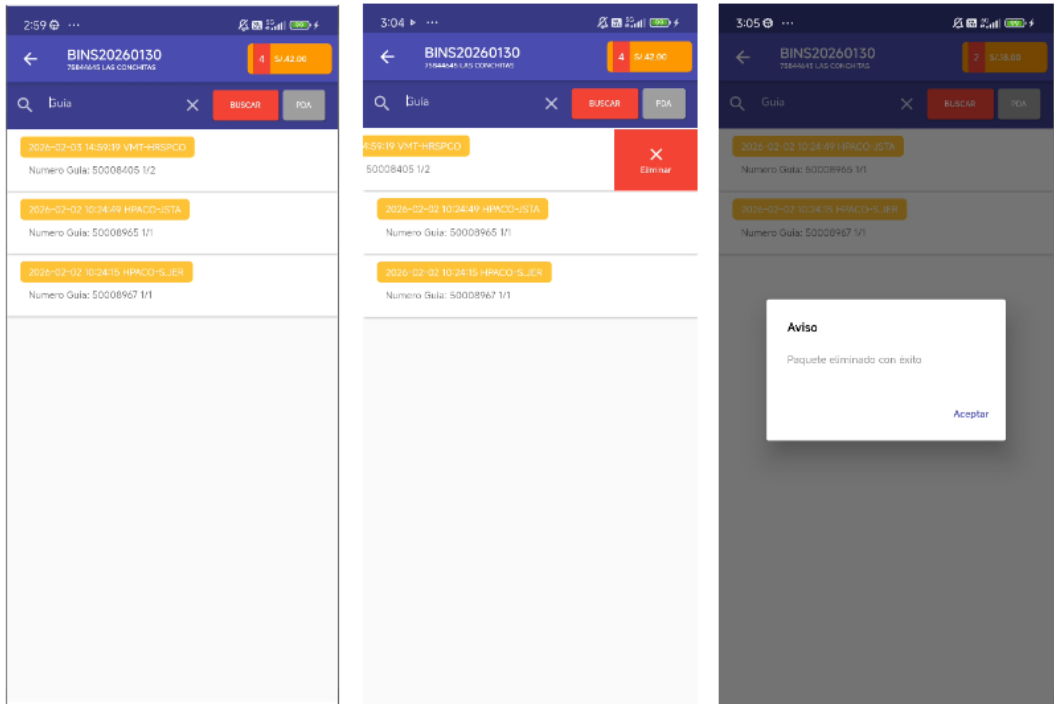 2:59 ...
BINS20260130
75844645 LAS CONCHITAS
4 S/.42.00
Guia
BUSCAR
PDA
2026-02-03 14:59:19 VMT-HRSPCO
Numero Guia: 50008405 1/2
2026-02-02 10:24:49 HPACO-JSTA
Numero Guia: 50008965 1/1
2026-02-02 10:24:15 HPACO-SJER
Numero Guia: 50008967 1/1
3:04 ...
BINS20260130
75844645 LAS CONCHITAS
4 S/.42.00
Guia
BUSCAR
PDA
4:59:19 VMT-HRSPCO
50008405 1/2
Eliminar
2026-02-02 10:24:49 HPACO-JSTA
Numero Guia: 50008965 1/1
2026-02-02 10:24:15 HPACO-SJER
Numero Guia: 50008967 1/1
3:05 ...
BINS20260130
75844645 LAS CONCHITAS
2 S/.18.00
Guia
BUSCAR
PDA
2026-02-02 10:24:49 HPACO-JSTA
Numero Guia: 50008965 1/1
2026-02-02 10:24:15 HPACO-SJER
Numero Guia: 50008967 1/1
Aviso
Paquete eliminado con éxito
Aceptar